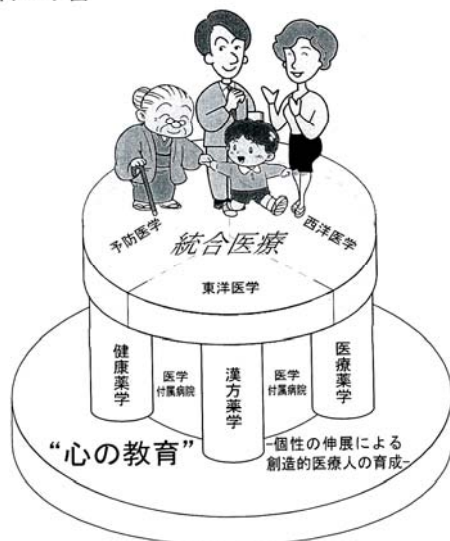 予防医学
統合医療
西洋医学
東洋医学
健康薬学
医学
付属病院
漢方薬学
医学
付属病院
医療薬学
“心の教育”
-個性の伸展による
創造的医療人の育成-